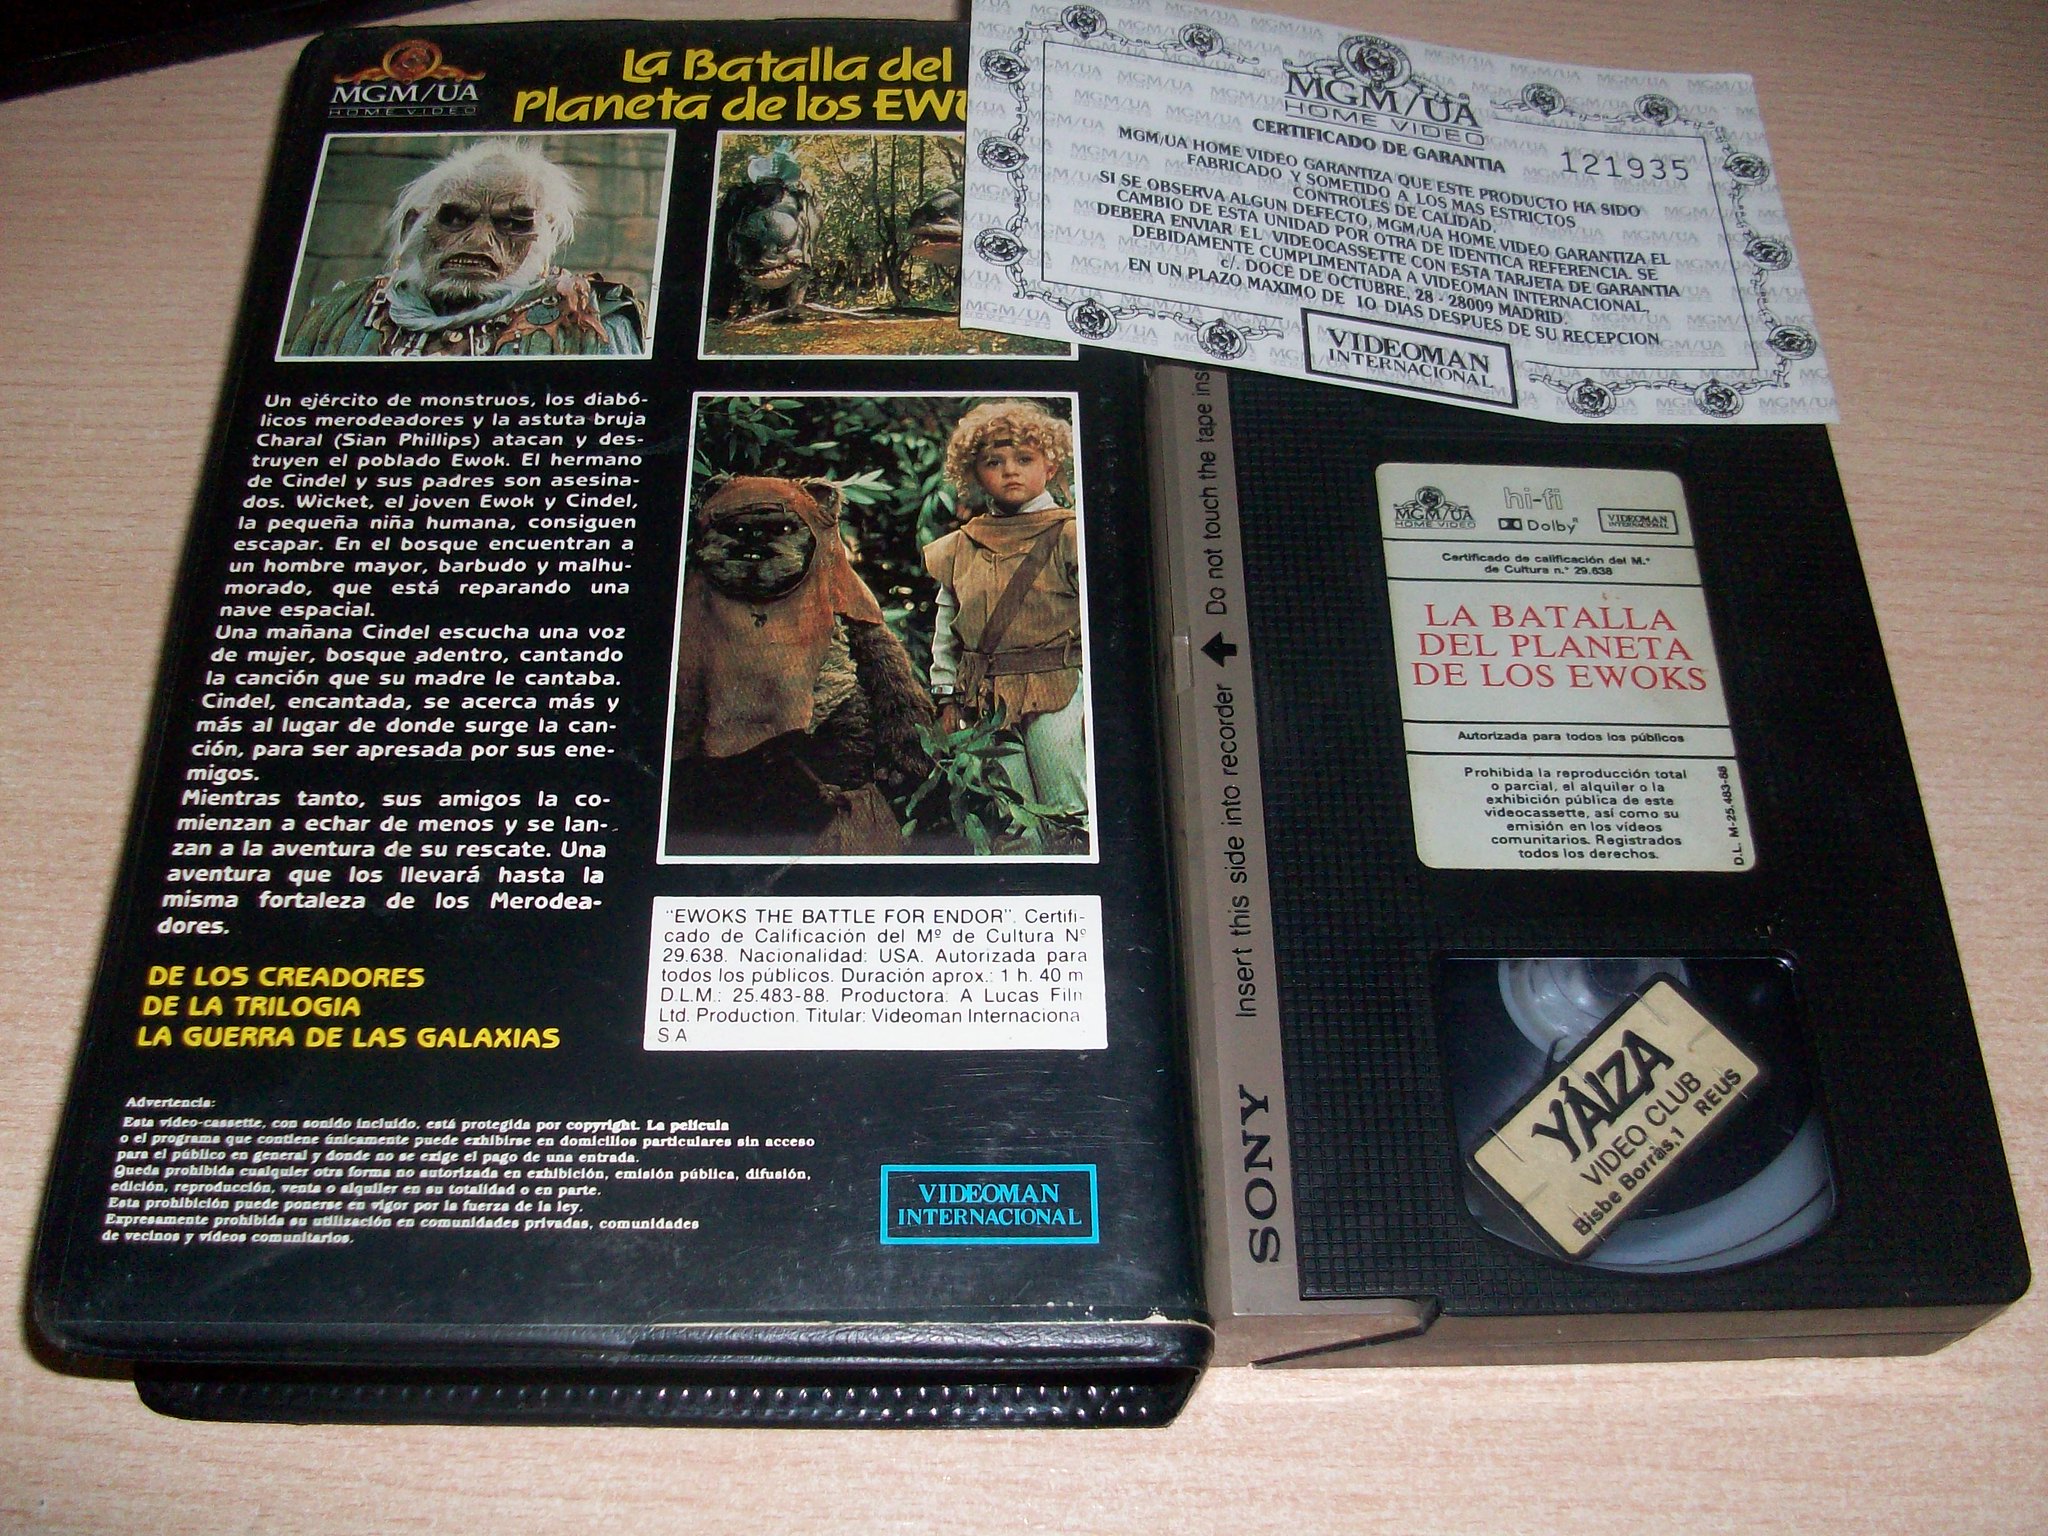 MGM/UA
HOME VIDEO
La Batalla del
Planeta de los
Un ejército de monstruos, los diabó-
licos merodeadores y la astuta bruja
Charal (Sian Phillips) atacan y des-
truyen el poblado Ewok. El hermano
de Cindel y sus padres son asesina-
dos. Wicket, el joven Ewok y Cindel,
la pequeña niña humana, consiguen
escapar. En el bosque encuentran a
un hombre mayor, barbudo y malhu-
morado, que está reparando una
nave espacial.
Una mañana Cindel escucha una voz
de mujer, bosque adentro, cantando
la canción que su madre le cantaba.
Cindel, encantada, se acerca más y
más al lugar de donde surge la can-
ción, para ser apresada por sus ene-
migos.
Mientras tanto, sus amigos la co-
mienzan a echar de menos y se lan-
zan a la aventura de su rescate. Una
aventura que los llevará hasta la
misma fortaleza de los Merodea-
dores.
DE LOS CREADORES
DE LA TRILOGIA
LA GUERRA DE LAS GALAXIAS
"EWOKS THE BATTLE FOR ENDOR". Certifi-
cado de Calificación del Mº de Cultura Nº
29.638. Nacionalidad: USA. Autorizada para
todos los públicos. Duración aprox.: 1 h. 40 m
D.L.M.: 25.483-88. Productora: A Lucas Film
Ltd. Production. Titular: Videoman Internaciona
S.A.
Advertencia:
Esta vídeo-cassette, con sonido incluido, está protegida por copyright. La película
o el programa que contiene únicamente puede exhibirse en domicilios particulares sin acceso
para el público en general y donde no se exige el pago de una entrada.
Queda prohibida cualquier otra forma no autorizada en exhibición, emisión pública, difusión,
edición, reproducción, venta o alquiler en su totalidad o en parte.
Esta prohibición puede ponerse en vigor por la fuerza de la ley.
Expresamente prohibida su utilización en comunidades privadas, comunidades
de vecinos y vídeos comunitarios.
VIDEOMAN
INTERNACIONAL
MGM/UA
HOME VIDEO
CERTIFICADO DE GARANTIA
121935
MGM/UA HOME VIDEO GARANTIZA QUE ESTE PRODUCTO HA SIDO
FABRICADO Y SOMETIDO A LOS MAS ESTRICTOS
CONTROLES DE CALIDAD.
SI SE OBSERVA ALGUN DEFECTO, MGM/UA HOME VIDEO GARANTIZA EL
CAMBIO DE ESTA UNIDAD POR OTRA DE IDENTICA REFERENCIA. SE
DEBERA ENVIAR EL VIDEOCASSETTE CON ESTA TARJETA DE GARANTIA
DEBIDAMENTE CUMPLIMENTADA A VIDEOMAN INTERNACIONAL,
c/. DOCE DE OCTUBRE, 28 - 28009 MADRID
EN UN PLAZO MAXIMO DE 10 DIAS DESPUES DE SU RECEPCION
VIDEOMAN
INTERNACIONAL
SONY Insert this side into recorder Do not touch the tape ins
MGM/UA
HOME VIDEO
hi-fi
Dolby
VIDEOMAN
INTERNACIONAL
Certificado de calificación del M.º
de Cultura n.º 29.638
LA BATALLA
DEL PLANETA
DE LOS EWOKS
Autorizada para todos los públicos
Prohibida la reproducción total
o parcial, el alquiler o la
exhibición pública de este
videocassette, así como su
emisión en los vídeos
comunitarios. Registrados
todos los derechos.
D.L. M-25.483-88
YÁIZA
VIDEO CLUB
Bisbe Borràs,1 REUS